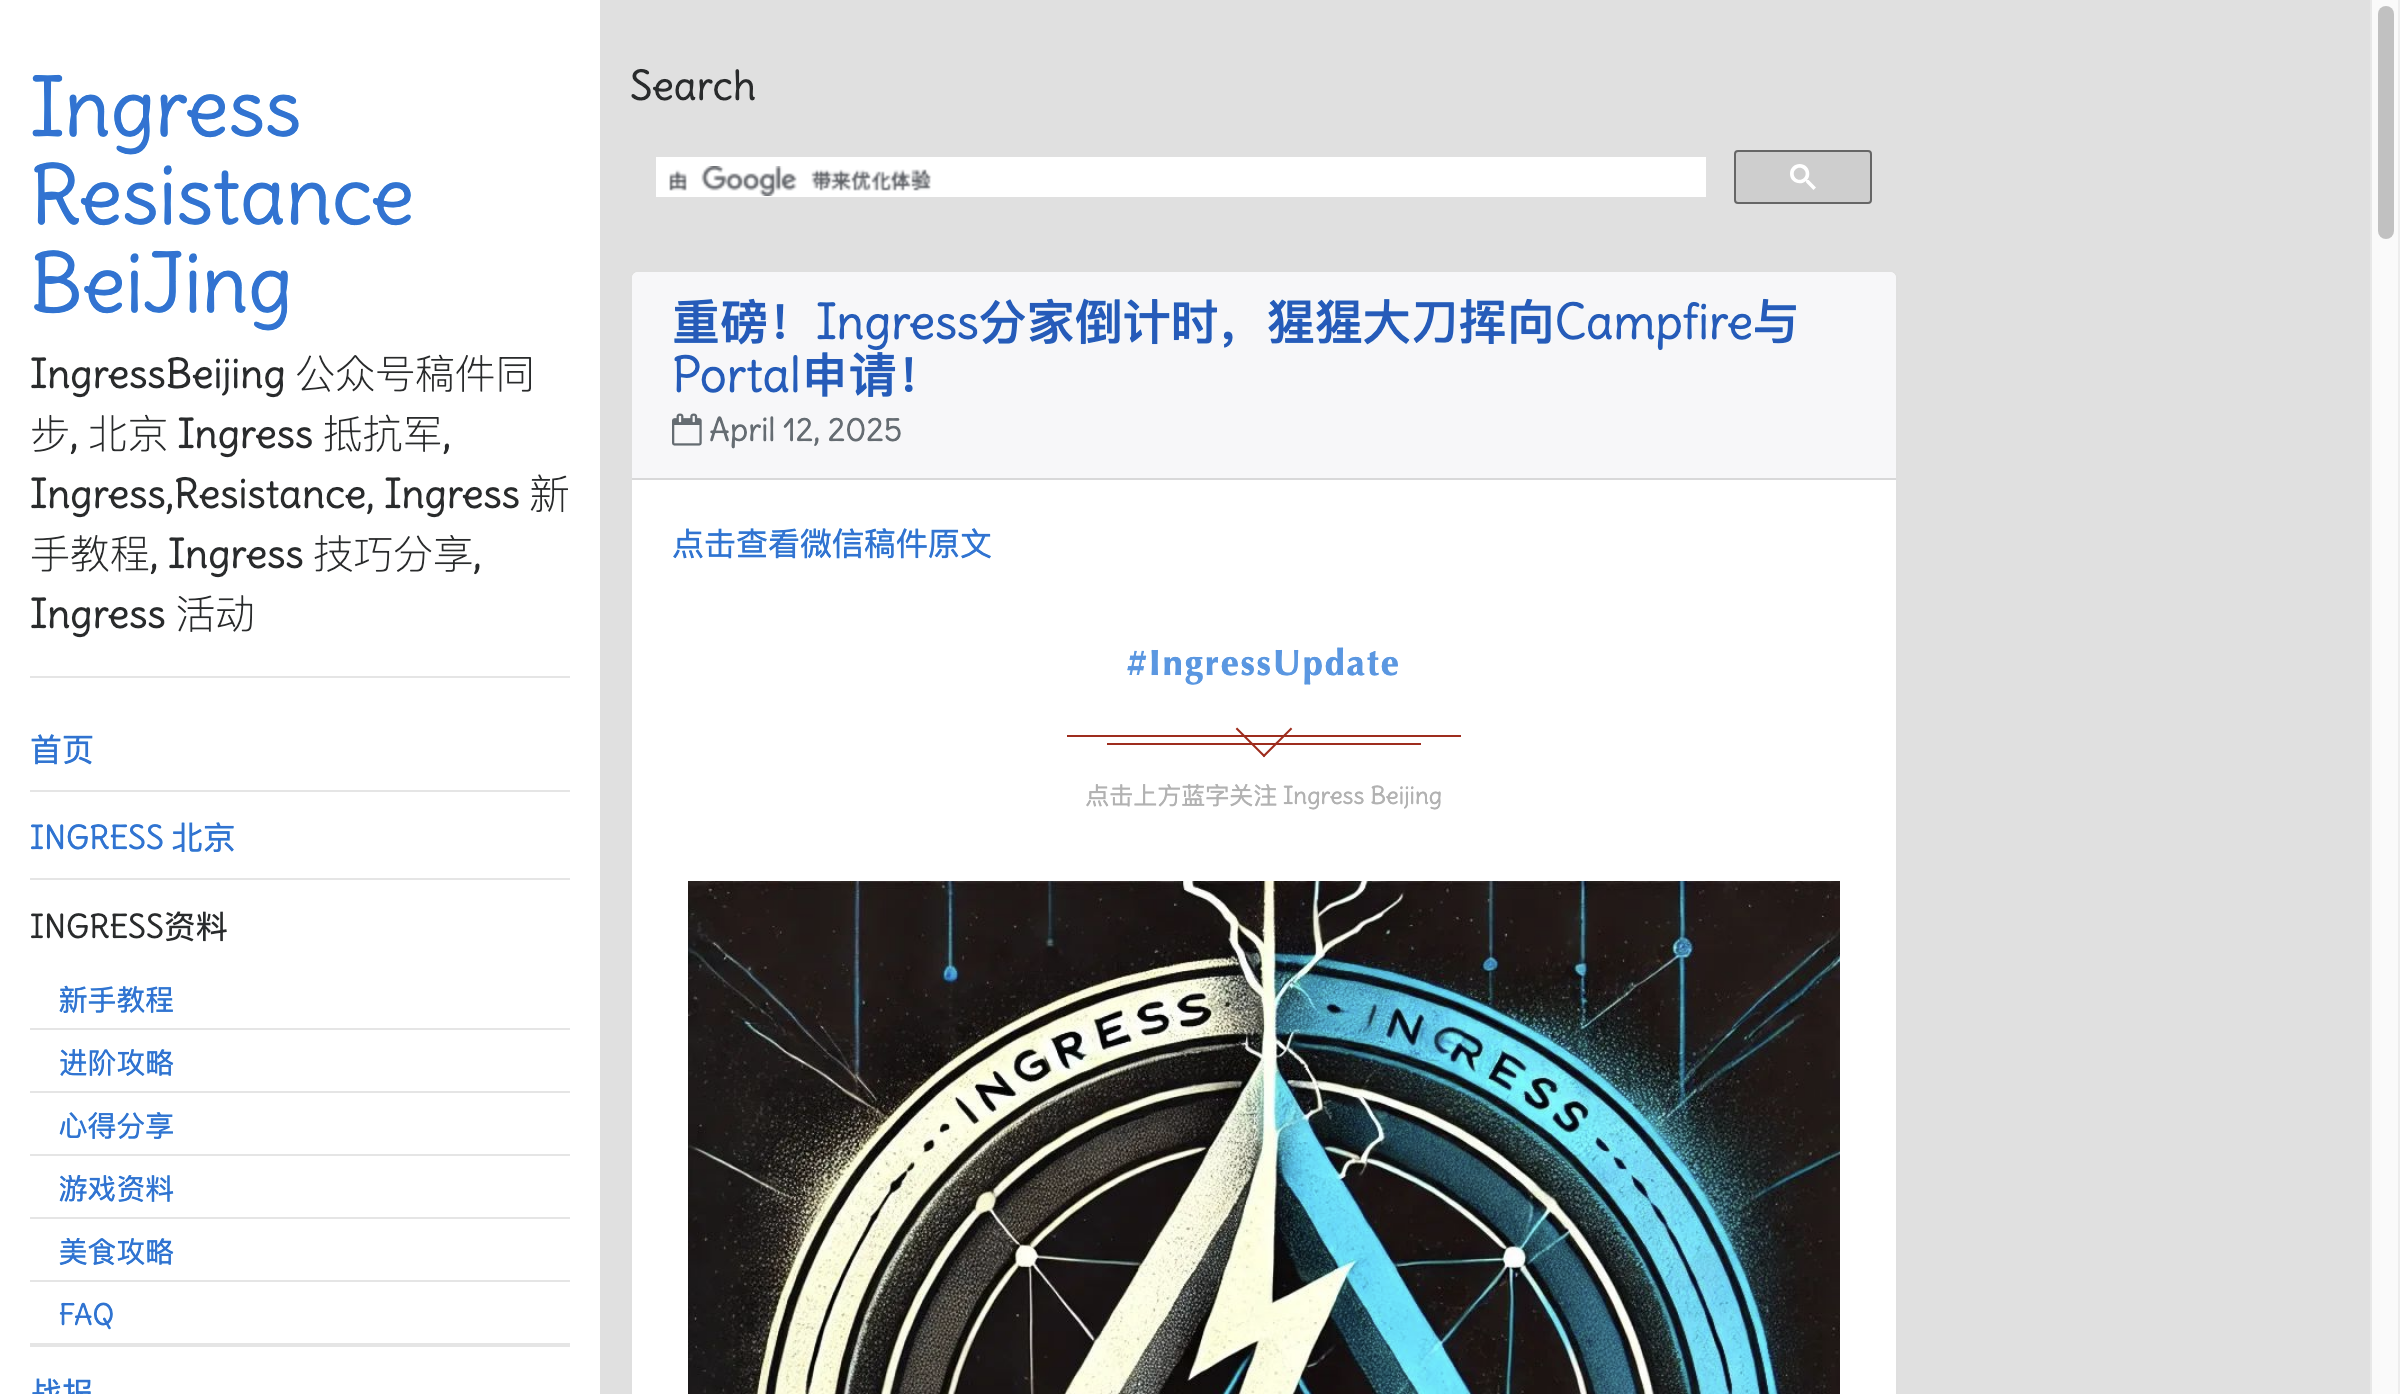 Ingress
Resistance
BeiJing
IngressBeijing 公众号稿件同
步, 北京 Ingress 抵抗军,
Ingress,Resistance, Ingress 新
手教程, Ingress 技巧分享,
Ingress 活动
首页
INGRESS 北京
INGRESS资料
新手教程
进阶攻略
心得分享
游戏资料
美食攻略
FAQ
战报
Search
由 Google 带来优化体验
重磅！Ingress分家倒计时，猩猩大刀挥向Campfire与
Portal申请！
April 12, 2025
点击查看微信稿件原文
#IngressUpdate
点击上方蓝字关注 Ingress Beijing
INGRESS
INGRESS